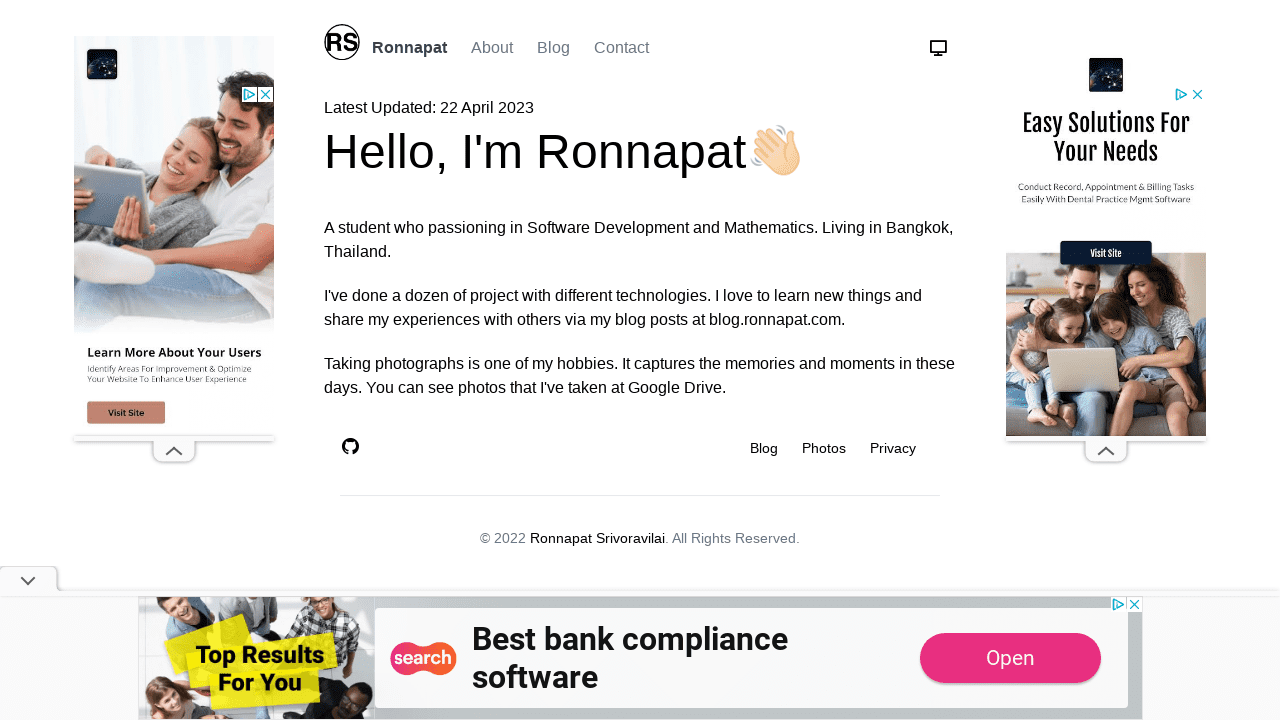 RS
Ronnapat
About
Blog
Contact
Latest Updated: 22 April 2023
Hello, I'm Ronnapat
A student who passioning in Software Development and Mathematics. Living in Bangkok,
Thailand.
I've done a dozen of project with different technologies. I love to learn new things and
share my experiences with others via my blog posts at blog.ronnapat.com.
Taking photographs is one of my hobbies. It captures the memories and moments in these
days. You can see photos that I've taken at Google Drive.
Blog
Photos
Privacy
© 2022 Ronnapat Srivoravilai. All Rights Reserved.
Learn More About Your Users
Identify Areas For Improvement & Optimize
Your Website To Enhance User Experience
Visit Site
Easy Solutions For
Your Needs
Conduct Record, Appointment & Billing Tasks
Easily With Dental Practice Mgmt Software
Visit Site
Top Results
For You
search
Best bank compliance
software
Open